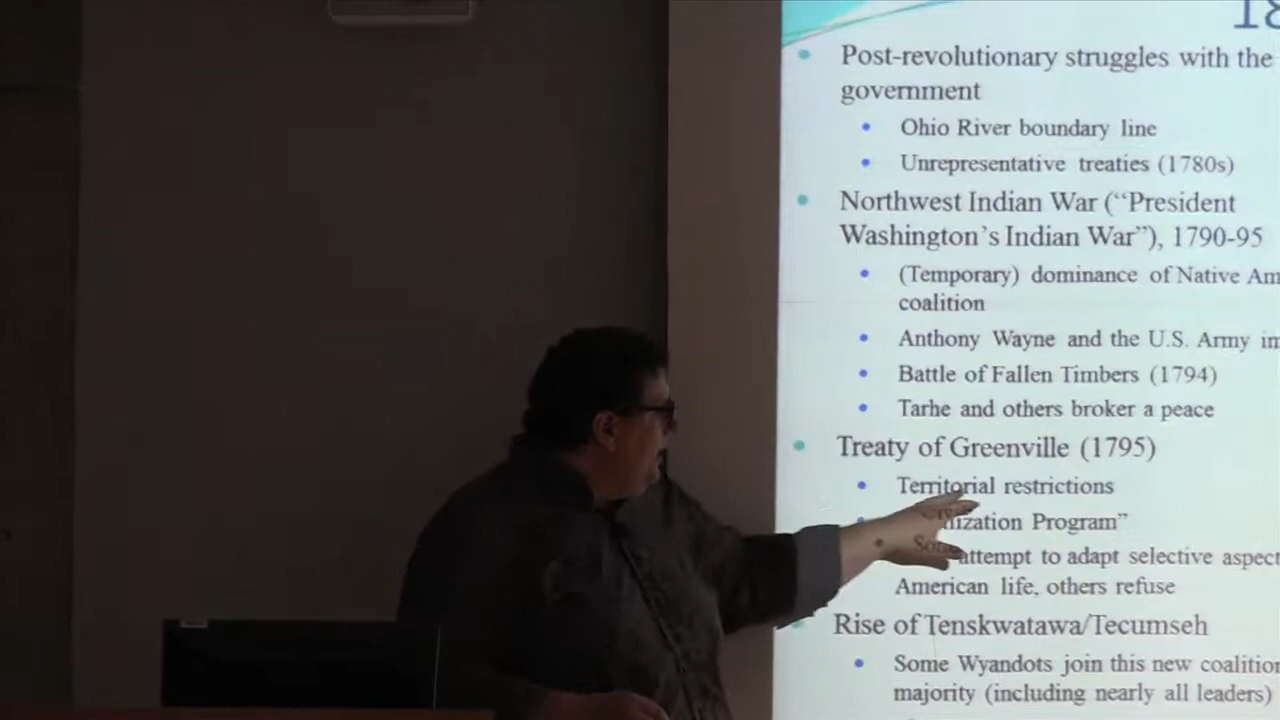 18
Post-revolutionary struggles with the
government
Ohio River boundary line
Unrepresentative treaties (1780s)
Northwest Indian War (“President
Washington’s Indian War”), 1790-95
(Temporary) dominance of Native Am
coalition
Anthony Wayne and the U.S. Army in
Battle of Fallen Timbers (1794)
Tarhe and others broker a peace
Treaty of Greenville (1795)
Territorial restrictions
“Civilization Program”
Some attempt to adapt selective aspect
American life, others refuse
Rise of Tenskwatawa/Tecumseh
Some Wyandots join this new coalition
majority (including nearly all leaders)